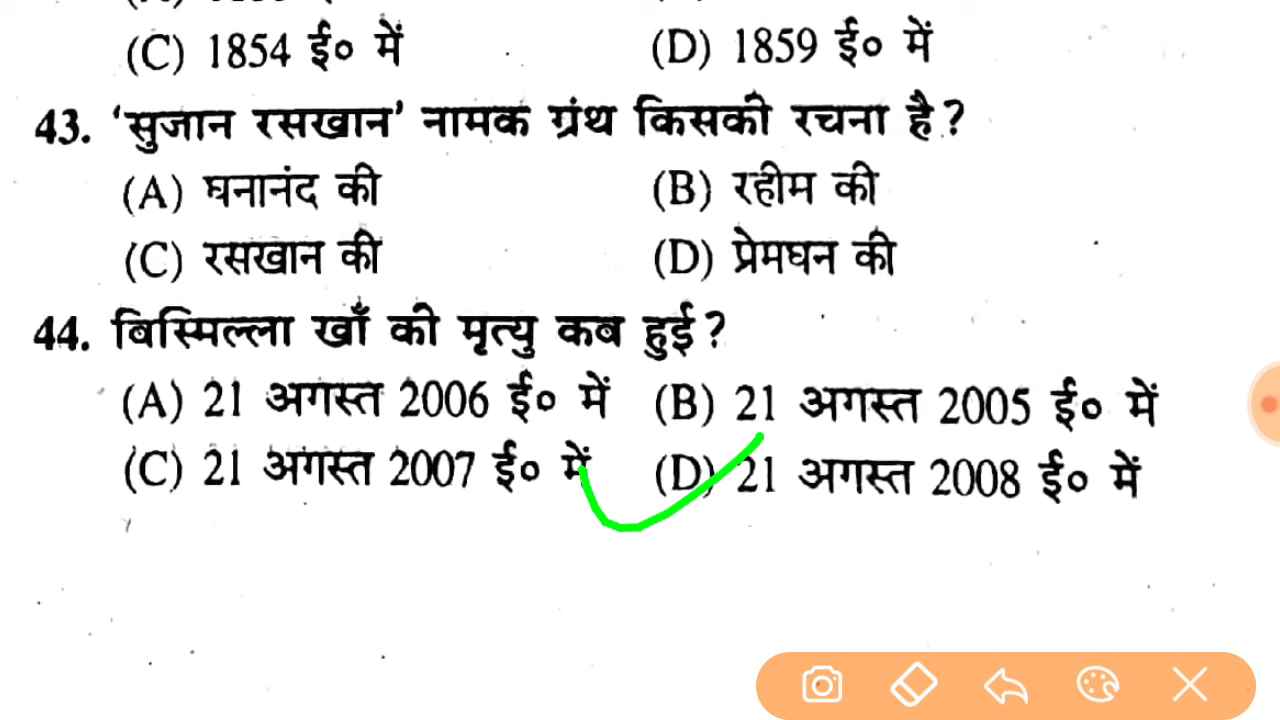 (C) 1854 ई० में (D) 1859 ई० में
43. ‘सुजान रसखान’ नामक ग्रंथ किसकी रचना है?
(A) घनानंद की (B) रहीम की
(C) रसखान की (D) प्रेमघन की
44. बिस्मिल्ला खाँ की मृत्यु कब हुई?
(A) 21 अगस्त 2006 ई० में (B) 21 अगस्त 2005 ई० में
(C) 21 अगस्त 2007 ई० में (D) 21 अगस्त 2008 ई० में